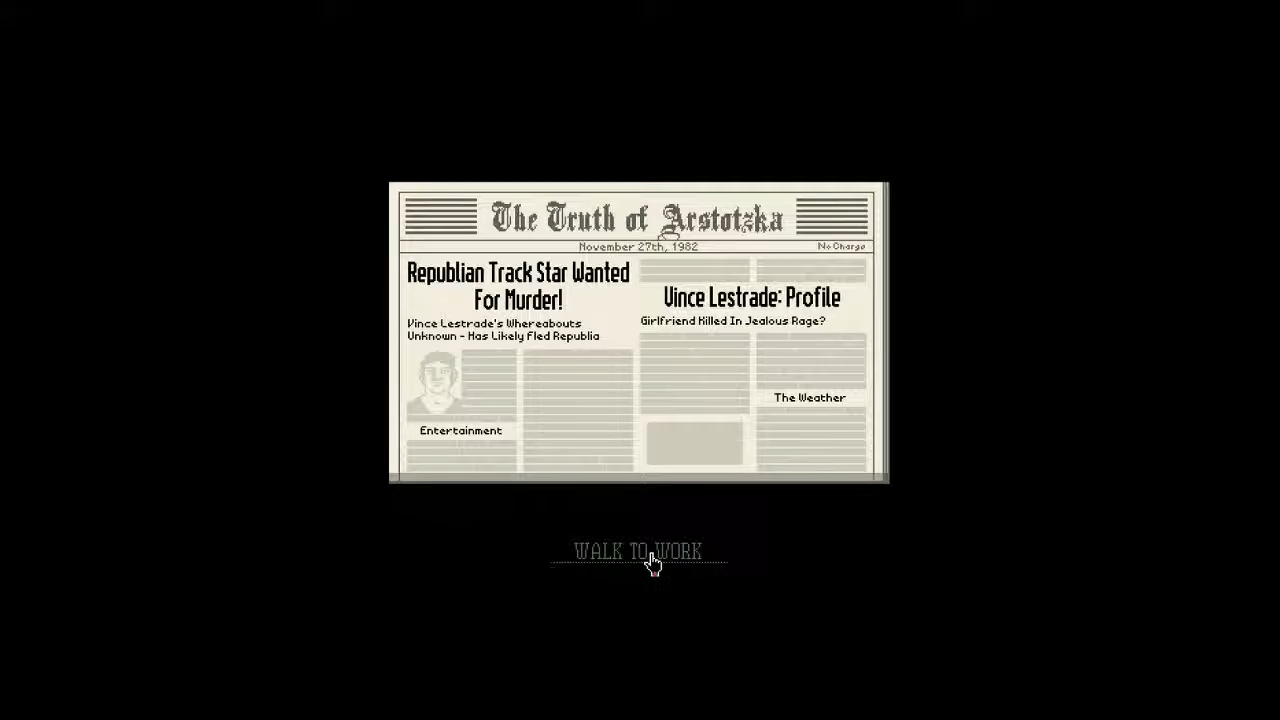 The Truth of Arstotzka
November 27th, 1982
No Charge
Republian Track Star Wanted
For Murder!
Vince Lestrade's Whereabouts
Unknown - Has Likely Fled Republia
Entertainment
Vince Lestrade: Profile
Girlfriend Killed In Jealous Rage?
The Weather
WALK TO WORK